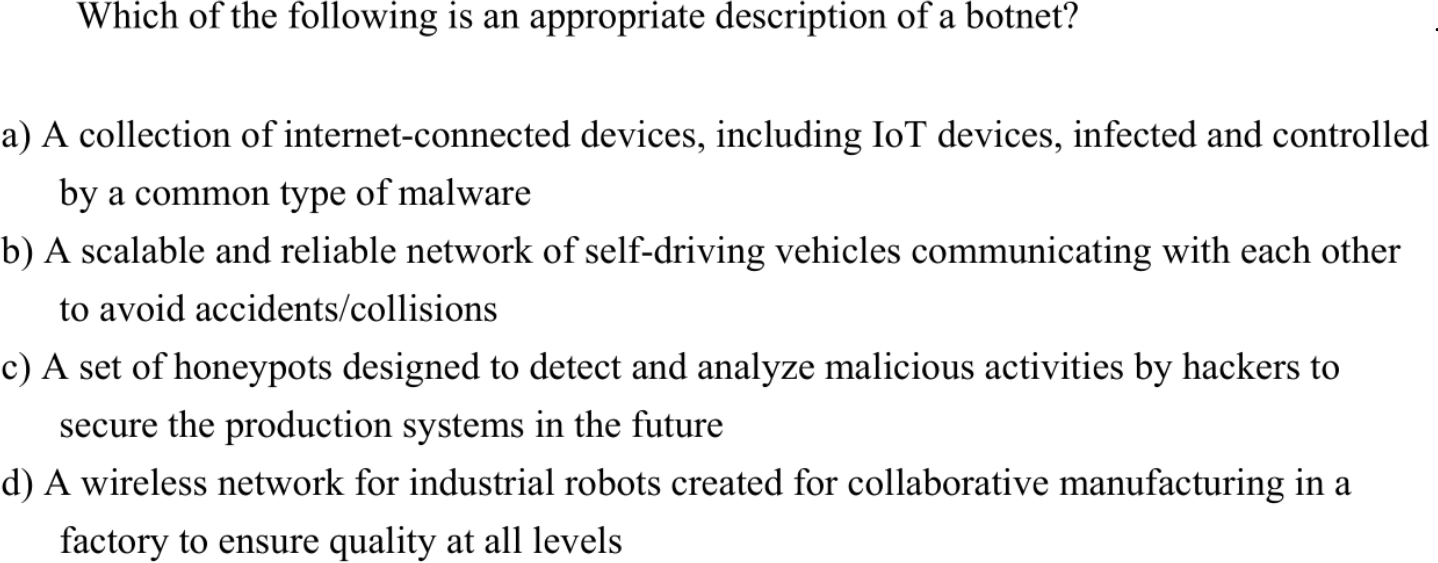 Which of the following is an appropriate description of a botnet?
a) A collection of internet-connected devices, including IoT devices, infected and controlled
by a common type of malware
b) A scalable and reliable network of self-driving vehicles communicating with each other
to avoid accidents/collisions
c) A set of honeypots designed to detect and analyze malicious activities by hackers to
secure the production systems in the future
d) A wireless network for industrial robots created for collaborative manufacturing in a
factory to ensure quality at all levels